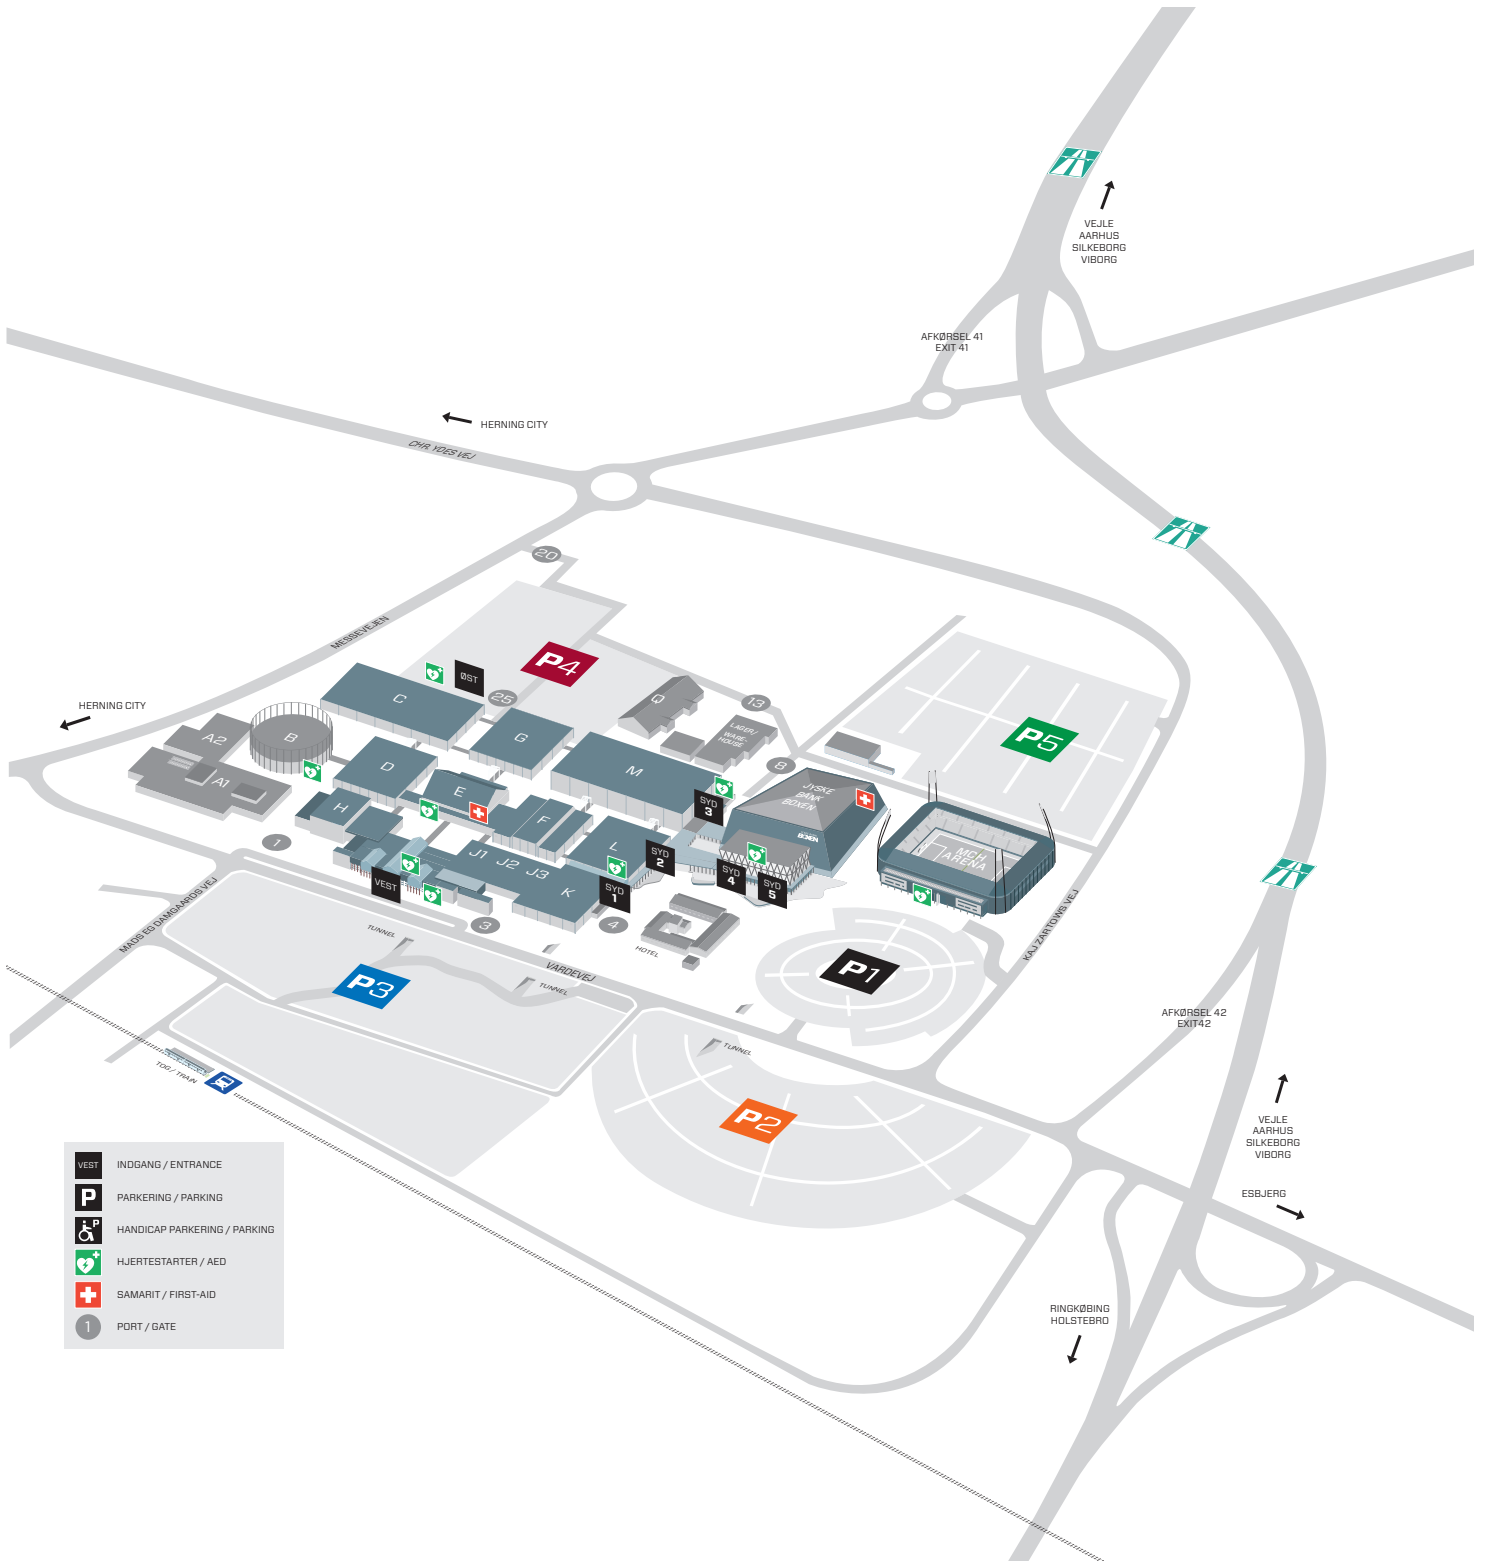 VEJLE
AARHUS
SILKEBORG
VIBORG
AFKØRSEL 41
EXIT 41
HERNING CITY
CHR. YDES VEJ
20
MESSEVEJEN
P4
ØST
25
C
Q
13
HERNING CITY
LAGER/
WARE-
HOUSE
P5
A2
B
G
8
D
M
A1
E
JYSKE
BANK
BOXEN
H
SYD
3
F
BOXEN
1
J1
J2
J3
L
SYD
2
MCH
ARENA
VEST
K
SYD
1
SYD
4
SYD
5
MADS EG DAMGAARDS VEJ
3
4
KAJ ZARTOWS VEJ
TUNNEL
HOTEL
VARDEVEJ
P1
P3
TUNNEL
AFKØRSEL 42
EXIT42
TUNNEL
TOG / TRAIN
P2
VEJLE
AARHUS
SILKEBORG
VIBORG
VEST
INDGANG / ENTRANCE
P
PARKERING / PARKING
P
HANDICAP PARKERING / PARKING
HJERTESTARTER / AED
SAMARIT / FIRST-AID
1
PORT / GATE
ESBJERG
RINGKØBING
HOLSTEBRO